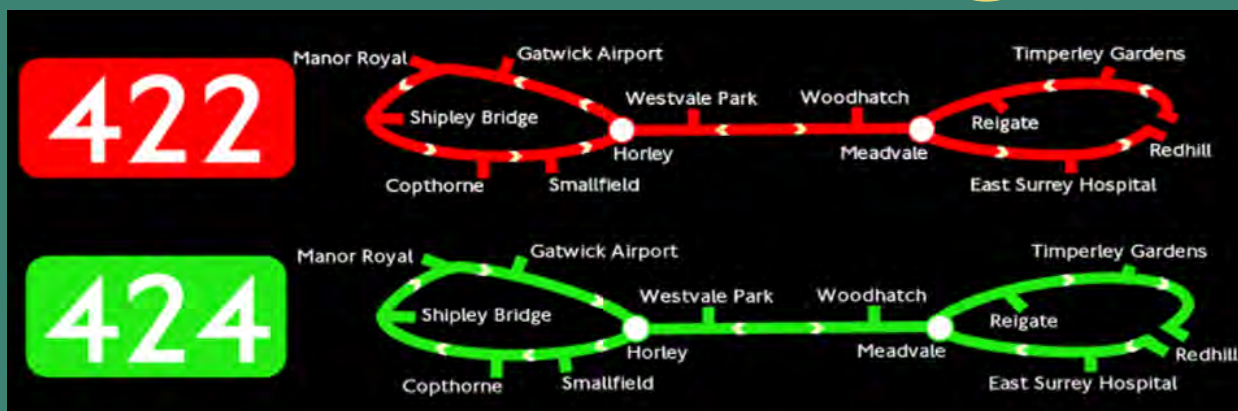 422
Manor Royal
Gatwick Airport
Shipley Bridge
Copthorne
Smallfield
Horley
Westvale Park
Woodhatch
Meadvale
Timperley Gardens
Reigate
Redhill
East Surrey Hospital
424
Manor Royal
Gatwick Airport
Shipley Bridge
Copthorne
Smallfield
Horley
Westvale Park
Woodhatch
Meadvale
Timperley Gardens
Reigate
Redhill
East Surrey Hospital